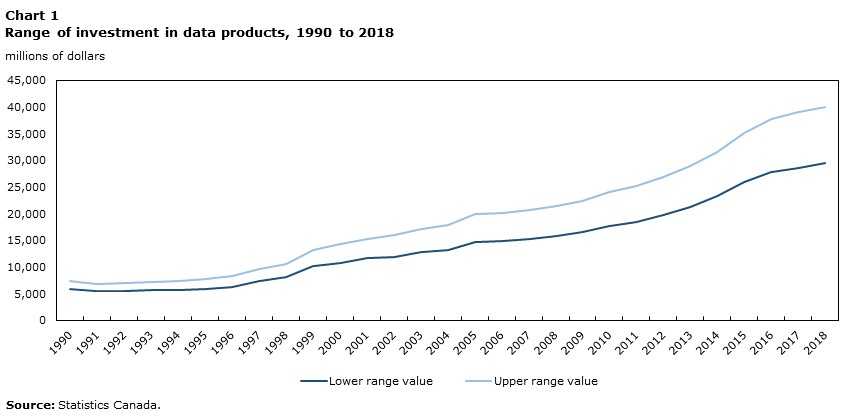 Chart 1
Range of investment in data products, 1990 to 2018
millions of dollars
45,000
40,000
35,000
30,000
25,000
20,000
15,000
10,000
5,000
0
1990 1991 1992 1993 1994 1995 1996 1997 1998 1999 2000 2001 2002 2003 2004 2005 2006 2007 2008 2009 2010 2011 2012 2013 2014 2015 2016 2017 2018
Lower range value Upper range value
Source: Statistics Canada.